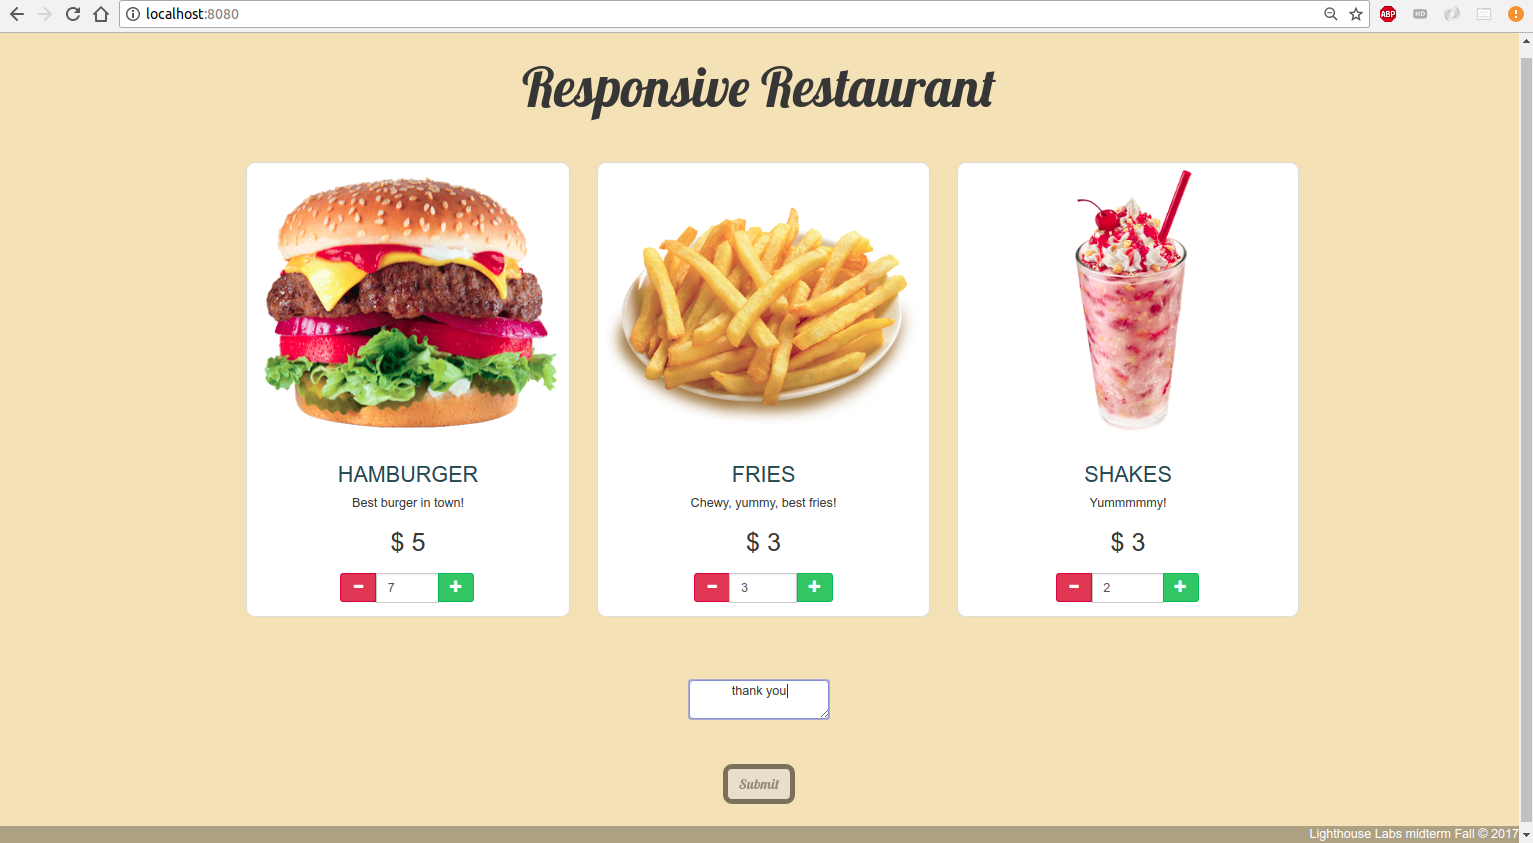 localhost:8080
ABP
HD
Responsive Restaurant
HAMBURGER
Best burger in town!
$ 5
7
FRIES
Chewy, yummy, best fries!
$ 3
3
SHAKES
Yummmmmy!
$ 3
2
thank you
Submit
Lighthouse Labs midterm Fall © 2017